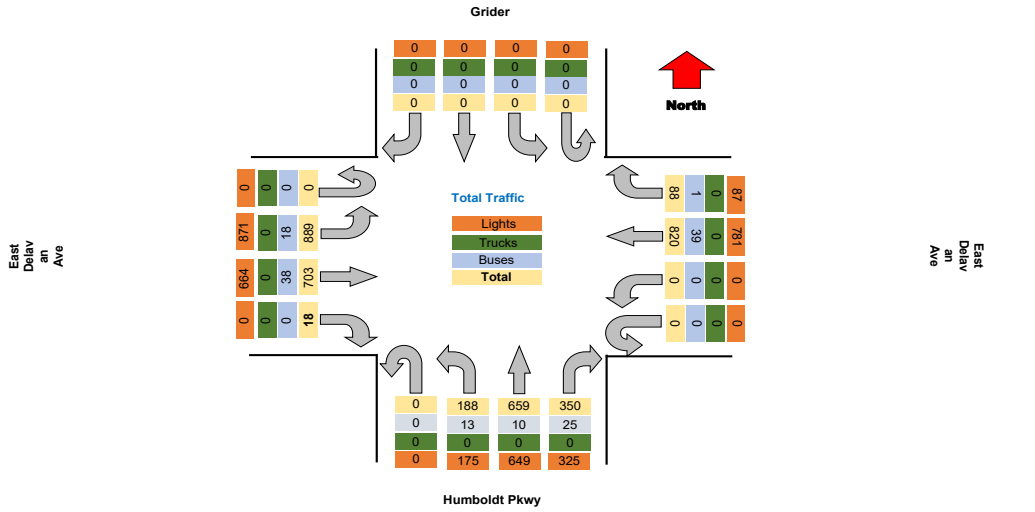 Grider
0 0 0 0
0 0 0 0
0 0 0 0
0 0 0 0
North
0 0 0 0
871 0 18 889
664 0 38 703
0 0 0 18
Total Traffic
Lights
Trucks
Buses
Total
88 1 0 87
820 39 0 781
0 0 0 0
0 0 0 0
East
Delav
an
Ave
East
Delav
an
Ave
0 188 659 350
0 13 10 25
0 0 0 0
0 175 649 325
Humboldt Pkwy